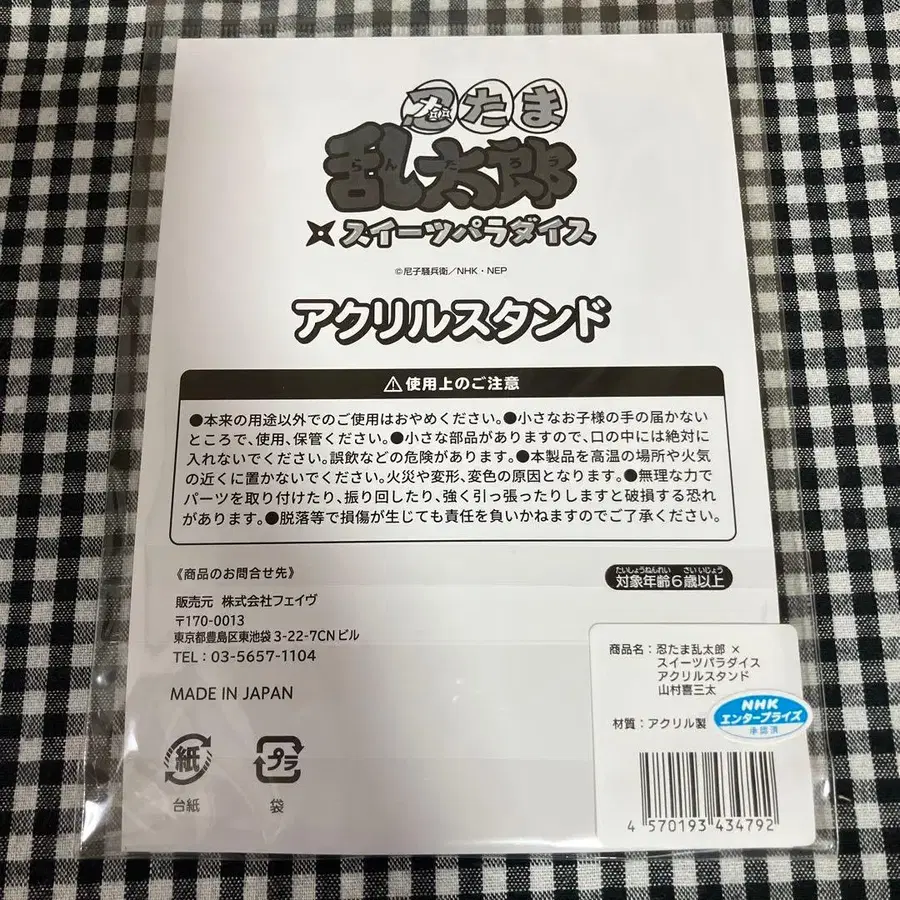 忍たま
らんたろう
乱太郎
×スイーツパラダイス
©尼子騒兵衛／NHK・NEP
アクリルスタンド
⚠使用上のご注意
●本来の用途以外でのご使用はおやめください。●小さなお子様の手の届かない
ところで、使用、保管ください。●小さな部品がありますので、口の中には絶対に
入れないでください。誤飲などの危険があります。●本製品を高温の場所や火気
の近くに置かないでください。火災や変形、変色の原因となります。●無理な力で
パーツを取り付けたり、振り回したり、強く引っ張ったりしますと破損する恐れ
があります。●脱落等で損傷が生じても責任を負いかねますのでご了承ください。
《商品のお問合せ先》
たいしょうねんれい さいいじょう
対象年齢6歳以上
販売元 株式会社フェイヴ
〒170-0013
東京都豊島区東池袋3-22-7CNビル
TEL：03-5657-1104
MADE IN JAPAN
紙
台紙
プラ
袋
商品名：忍たま乱太郎 ×
スイーツパラダイス
アクリルスタンド
山村喜三太
材質：アクリル製
NHK
エンタープライズ
承認済
4 570193 434792